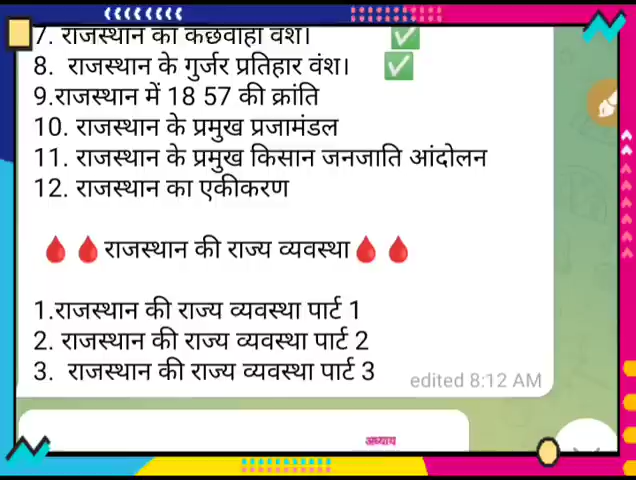 7. राजस्थान का कछवाहा वंश। ✅
8. राजस्थान के गुर्जर प्रतिहार वंश। ✅
9.राजस्थान में 18 57 की क्रांति
10. राजस्थान के प्रमुख प्रजामंडल
11. राजस्थान के प्रमुख किसान जनजाति आंदोलन
12. राजस्थान का एकीकरण
🩸🩸राजस्थान की राज्य व्यवस्था🩸🩸
1.राजस्थान की राज्य व्यवस्था पार्ट 1
2. राजस्थान की राज्य व्यवस्था पार्ट 2
3. राजस्थान की राज्य व्यवस्था पार्ट 3
edited 8:12 AM
अध्याय